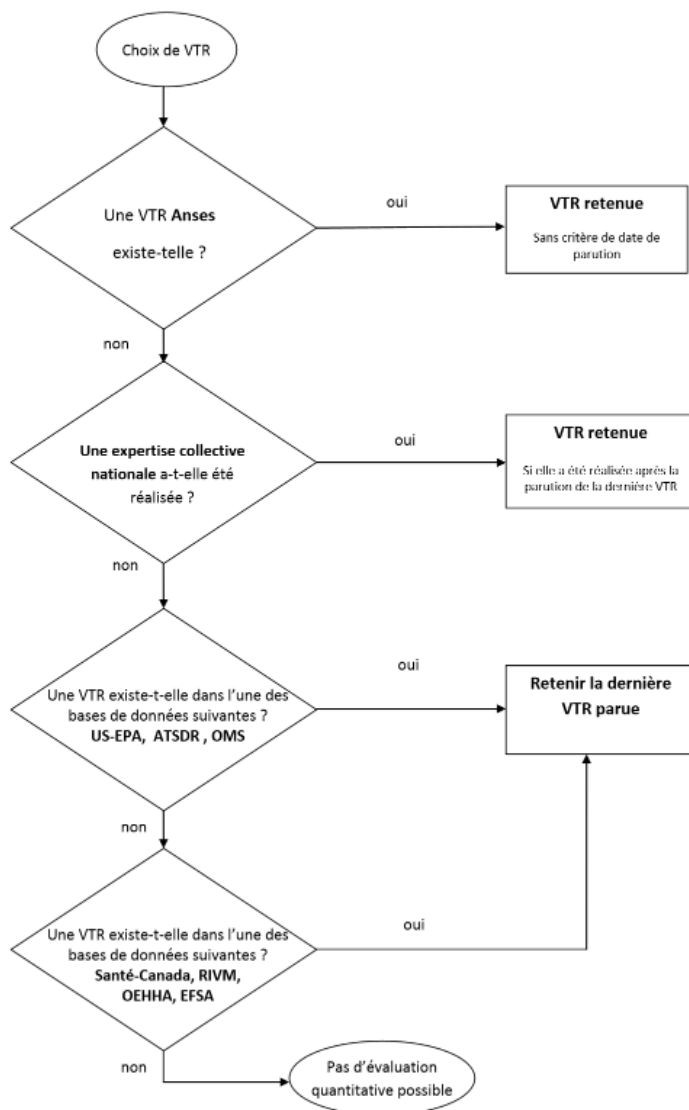 Choix de VTR
Une VTR Anses
existe-telle ?
oui
VTR retenue
Sans critère de date de
parution
non
Une expertise collective
nationale a-t-elle été
réalisée ?
oui
VTR retenue
Si elle a été réalisée après la
parution de la dernière VTR
non
Une VTR existe-t-elle dans l'une des
bases de données suivantes ?
US-EPA, ATSDR , OMS
oui
Retenir la dernière
VTR parue
non
Une VTR existe-t-elle dans l'une des
bases de données suivantes ?
Santé-Canada, RIVM,
OEHHA, EFSA
oui
non
Pas d'évaluation
quantitative possible